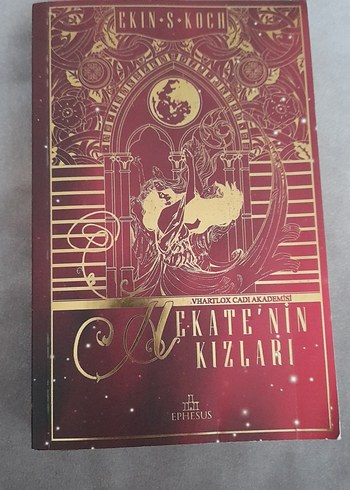 EKIN·S·KOCH
VHARTLOX CADI AKADEMİSİ
HEKATE'NİN
KIZLARI
EPHESUS